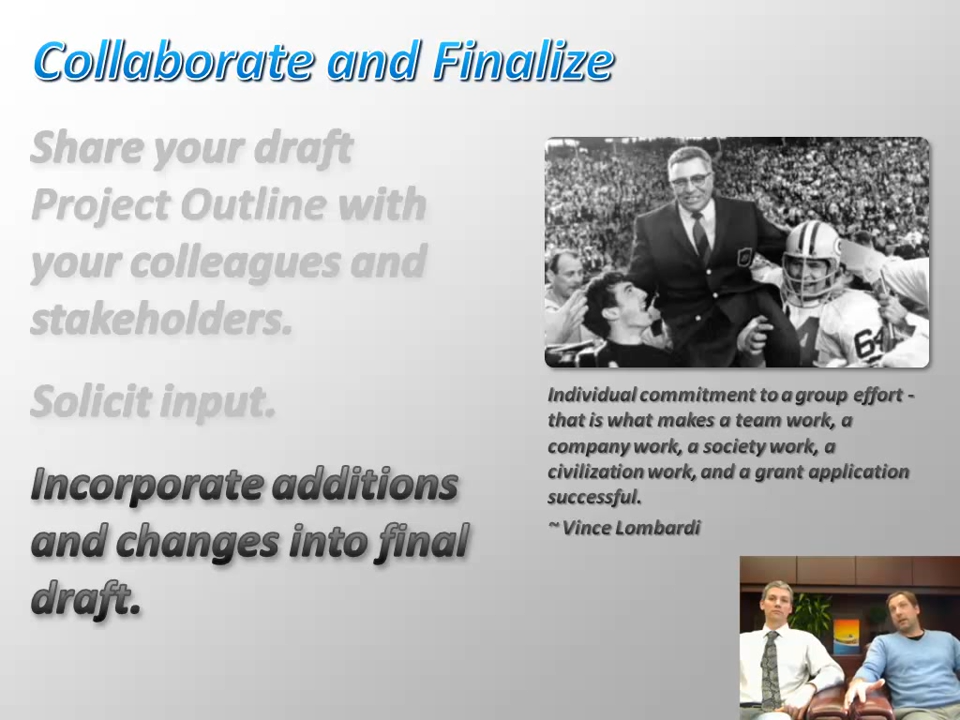 Collaborate and Finalize
Share your draft
Project Outline with
your colleagues and
stakeholders.
Solicit input.
Incorporate additions
and changes into final
draft.
64
Individual commitment to a group effort -
that is what makes a team work, a
company work, a society work, a
civilization work, and a grant application
successful.
~ Vince Lombardi